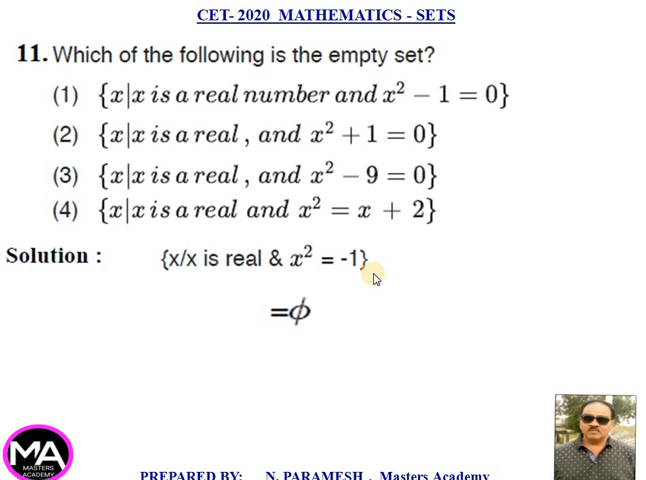 CET- 2020 MATHEMATICS - SETS
11. Which of the following is the empty set?
(1) {x|x is a real number and x² − 1 = 0}
(2) {x|x is a real , and x² + 1 = 0}
(3) {x|x is a real , and x² − 9 = 0}
(4) {x|x is a real and x² = x + 2}
Solution : {x/x is real & x² = -1}
=ϕ
MA
MASTERS
ACADEMY
PREPARED BY: N. PARAMESH , Masters Academy